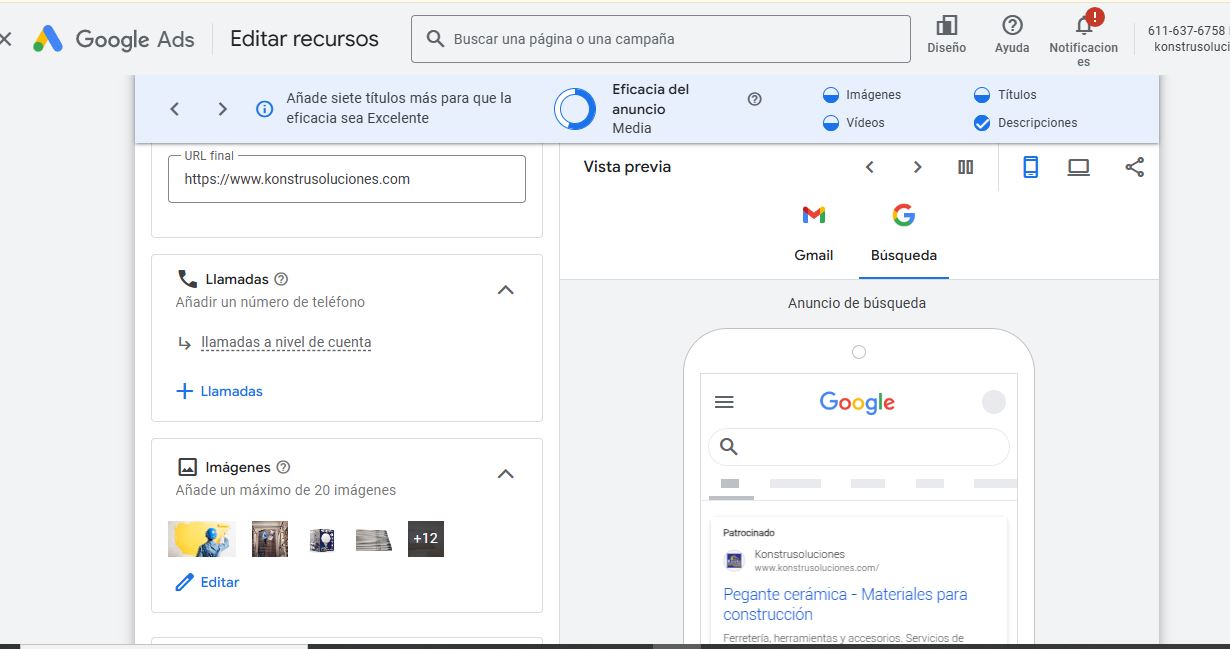 Google Ads
Editar recursos
Buscar una página o una campaña
Diseño
Ayuda
Notificacion
es
611-637-6758
konstrusoluci
Añade siete títulos más para que la
eficacia sea Excelente
Eficacia del
anuncio
Media
Imágenes
Títulos
Vídeos
Descripciones
URL final
https://www.konstrusoluciones.com
Llamadas
Añadir un número de teléfono
llamadas a nivel de cuenta
Llamadas
Imágenes
Añade un máximo de 20 imágenes
+12
Editar
Vista previa
Gmail
Búsqueda
Anuncio de búsqueda
Google
Patrocinado
Konstrusoluciones
www.konstrusoluciones.com/
Pegante cerámica - Materiales para
construcción
Ferretería, herramientas y accesorios. Servicios de